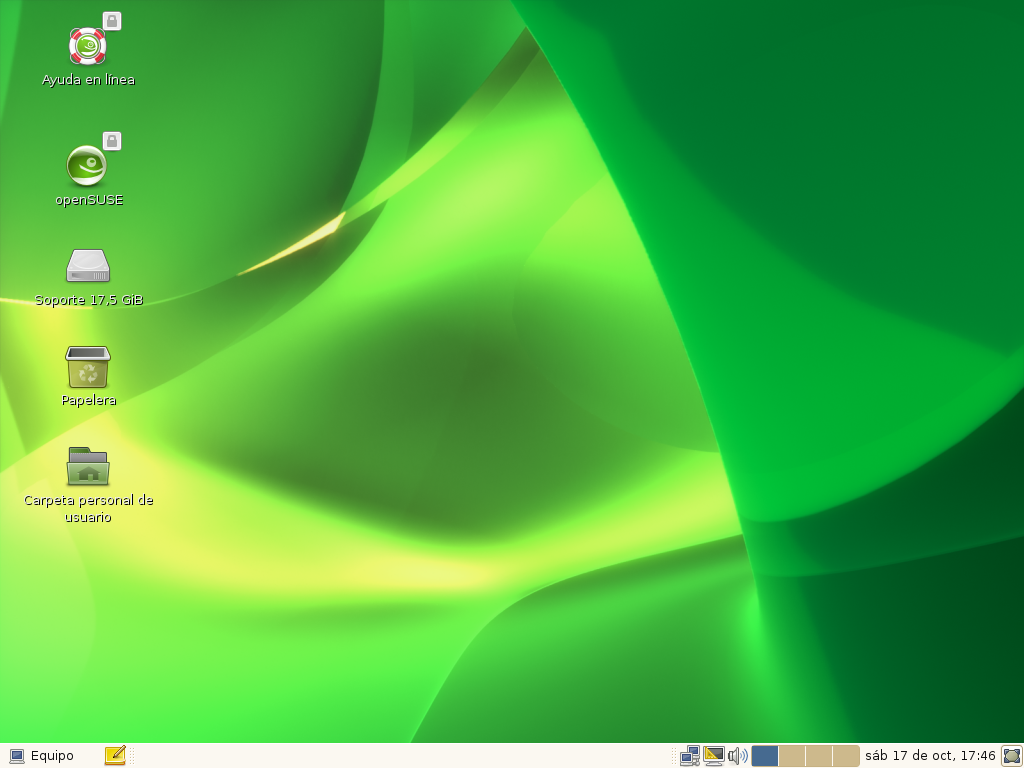 Ayuda en línea
openSUSE
Soporte 17,5 GiB
Papelera
Carpeta personal de
usuario
Equipo
sáb 17 de oct, 17:46